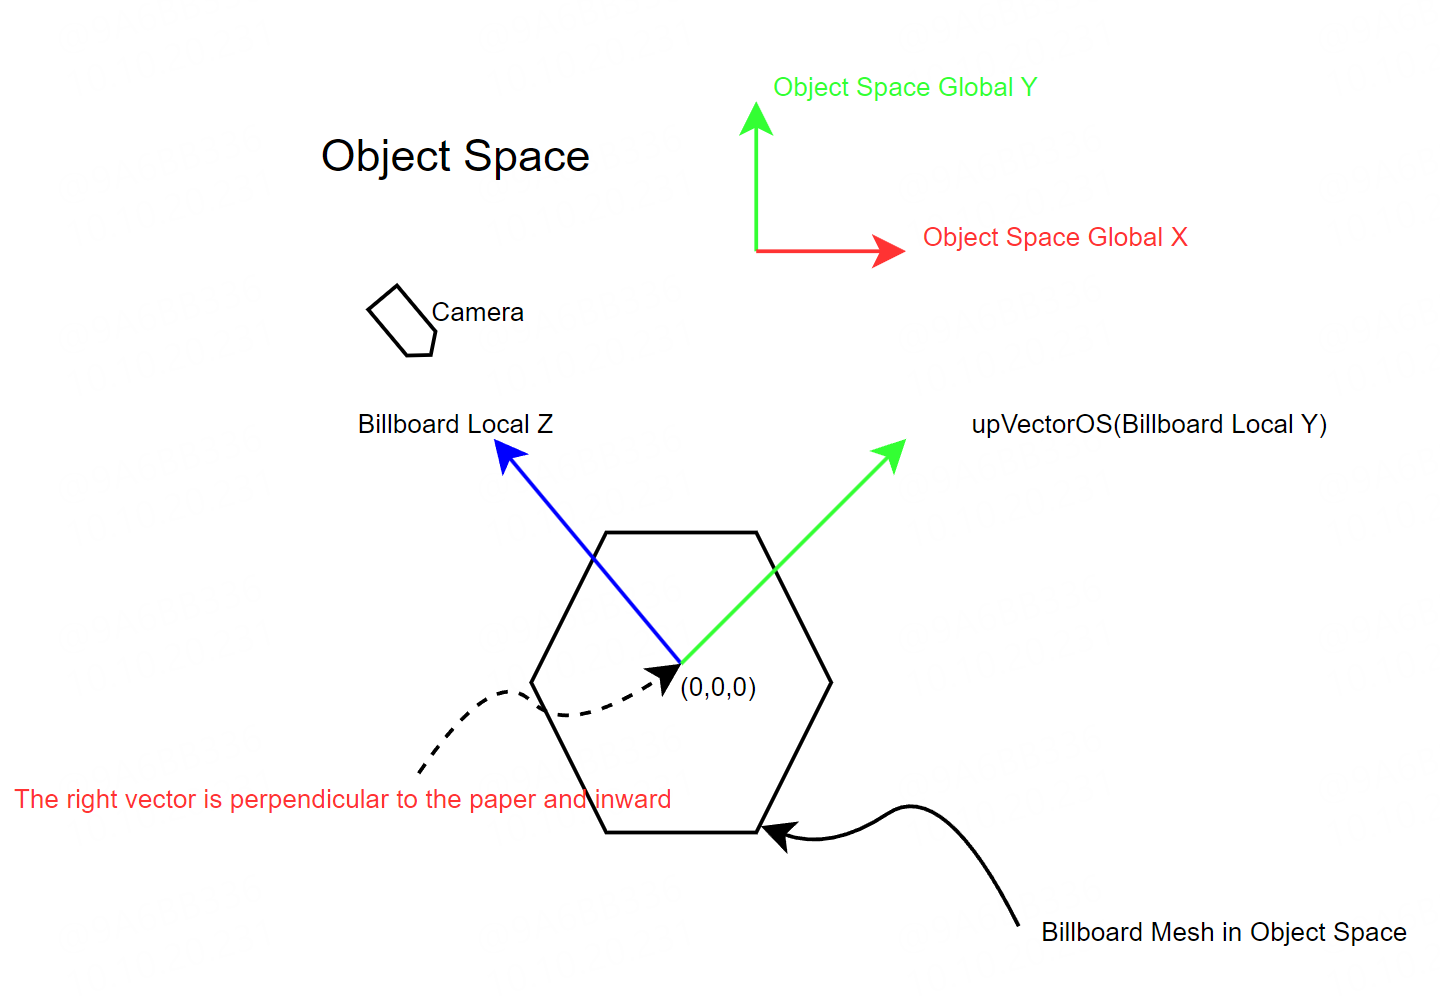 Object Space Global Y
Object Space
Object Space Global X
Camera
Billboard Local Z
upVectorOS(Billboard Local Y)
(0,0,0)
The right vector is perpendicular to the paper and inward
Billboard Mesh in Object Space